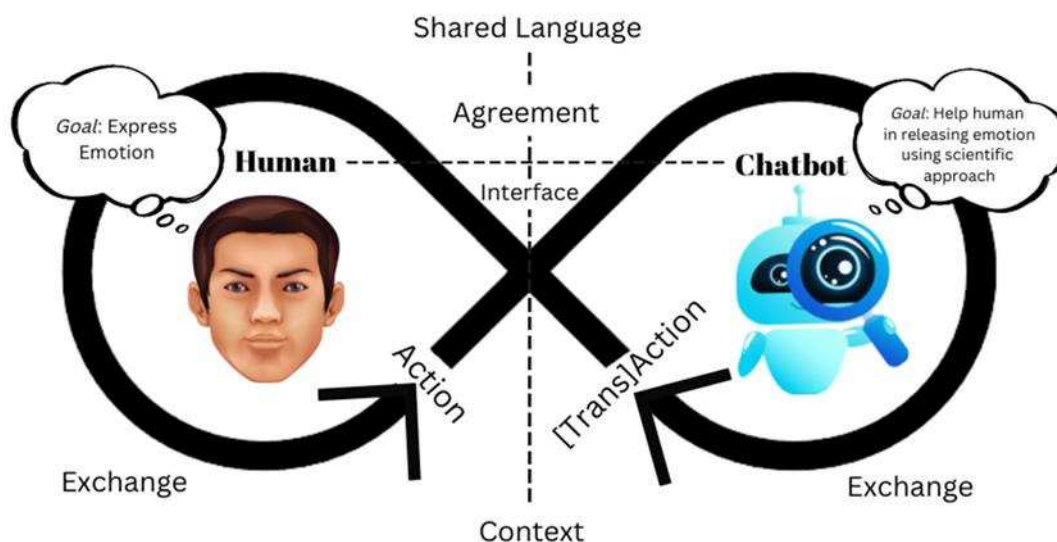 Shared Language
Goal: Express
Emotion
Agreement
Goal: Help human
in releasing emotion
using scientific
approach
Human
Chatbot
Interface
Action
[Trans]Action
Exchange
Exchange
Context